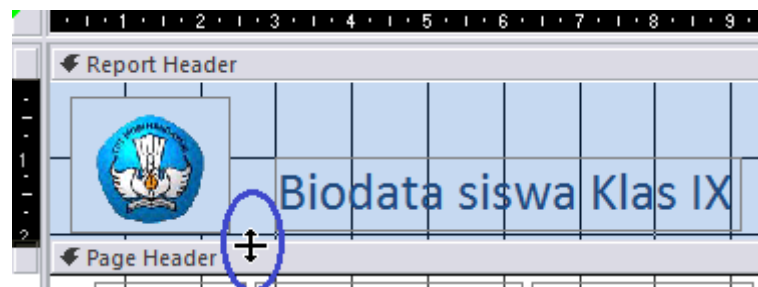 1 2 3 4 5 6 7 8 9
Report Header
1
Biodata siswa Klas IX
2
Page Header